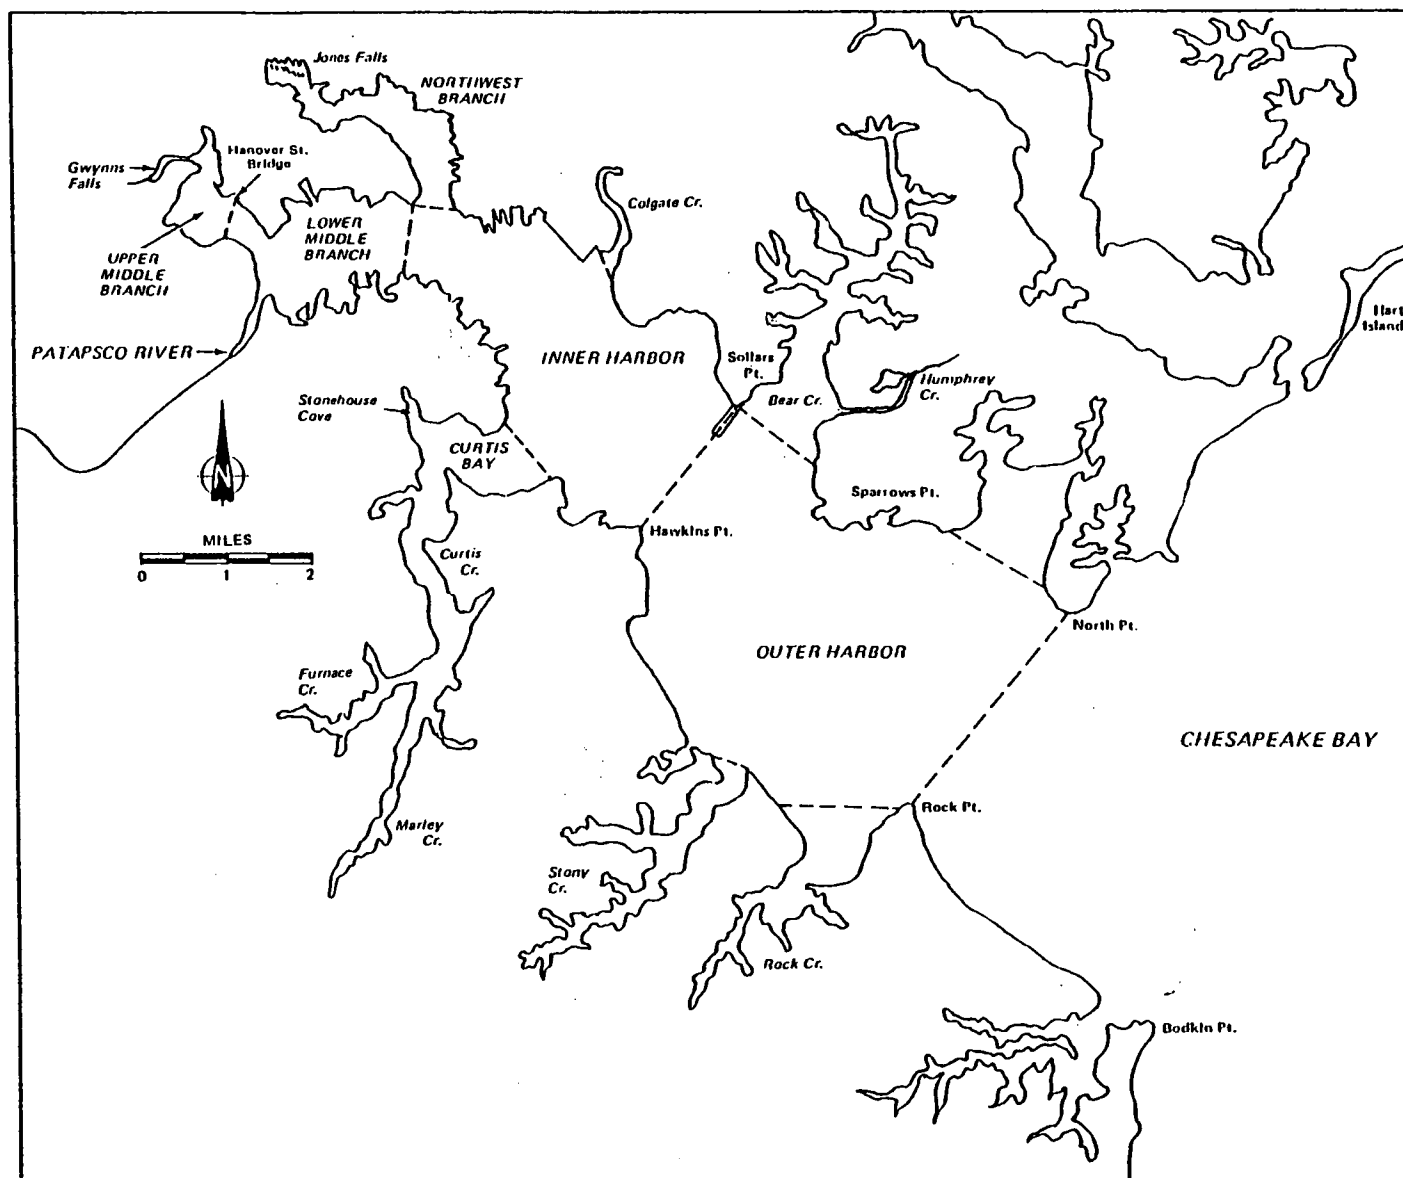 Jones Falls
NORTHWEST
BRANCH
Hanover St.
Bridge
Gwynns
Falls
Colgate Cr.
LOWER
MIDDLE
BRANCH
UPPER
MIDDLE
BRANCH
Hart
Island
PATAPSCO RIVER
INNER HARBOR
Sollars
Pt.
Humphrey
Cr.
Bear Cr.
Stonehouse
Cove
CURTIS
BAY
N
Sparrows Pt.
Hawkins Pt.
MILES
0 1 2
Curtis
Cr.
North Pt.
OUTER HARBOR
Furnace
Cr.
CHESAPEAKE BAY
Rock Pt.
Marley
Cr.
Stony
Cr.
Rock Cr.
Bodkin Pt.